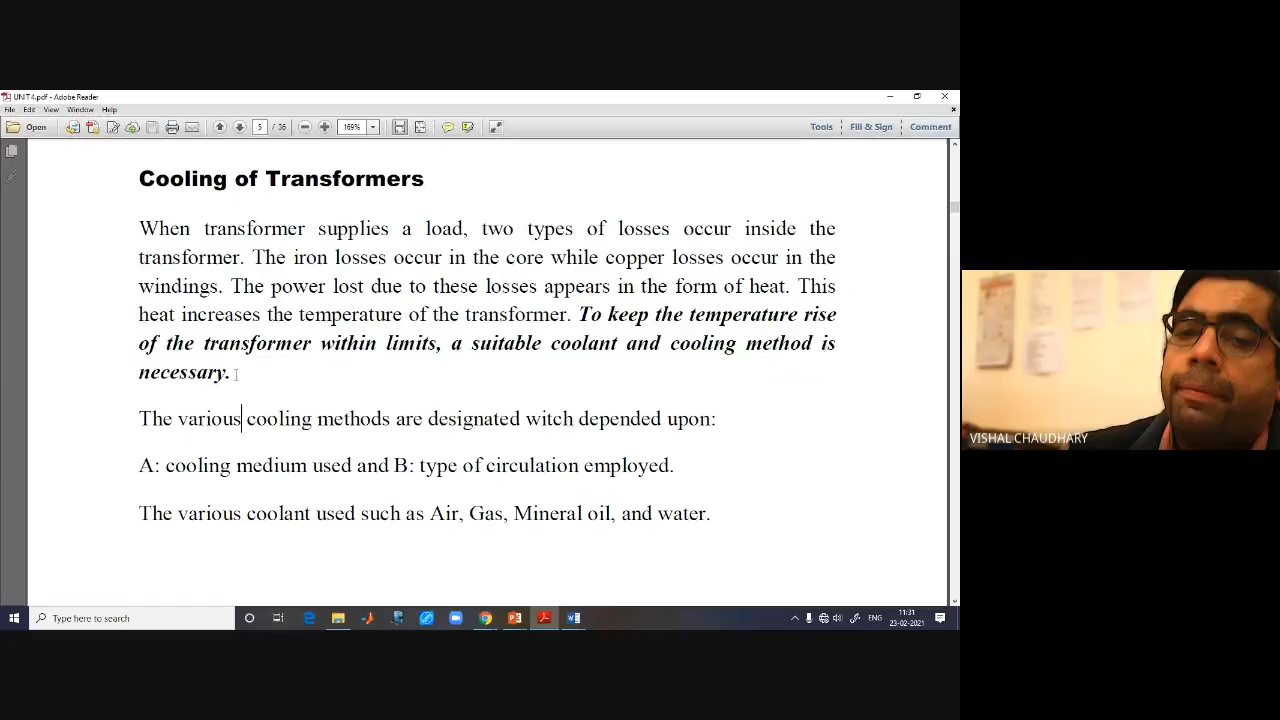 UNIT 4.pdf - Adobe Reader
File Edit View Window Help
Open 5 / 36 169% Tools Fill & Sign Comment
Cooling of Transformers
When transformer supplies a load, two types of losses occur inside the
transformer. The iron losses occur in the core while copper losses occur in the
windings. The power lost due to these losses appears in the form of heat. This
heat increases the temperature of the transformer. To keep the temperature rise
of the transformer within limits, a suitable coolant and cooling method is
necessary.
The various cooling methods are designated witch depended upon:
A: cooling medium used and B: type of circulation employed.
The various coolant used such as Air, Gas, Mineral oil, and water.
VISHAL CHAUDHARY
Type here to search
ENG
11:31
23-02-2021